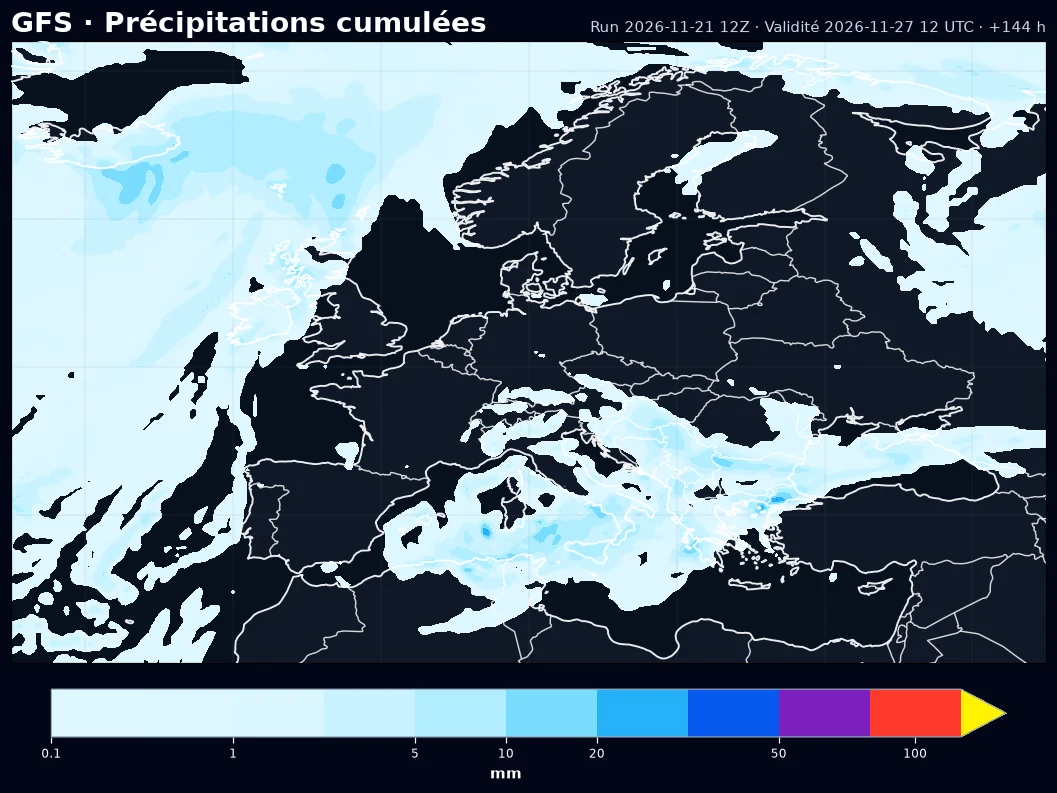 GFS · Précipitations cumulées
Run 2026-11-21 12Z · Validité 2026-11-27 12 UTC · +144 h
0.1 1 5 10 20 50 100
mm